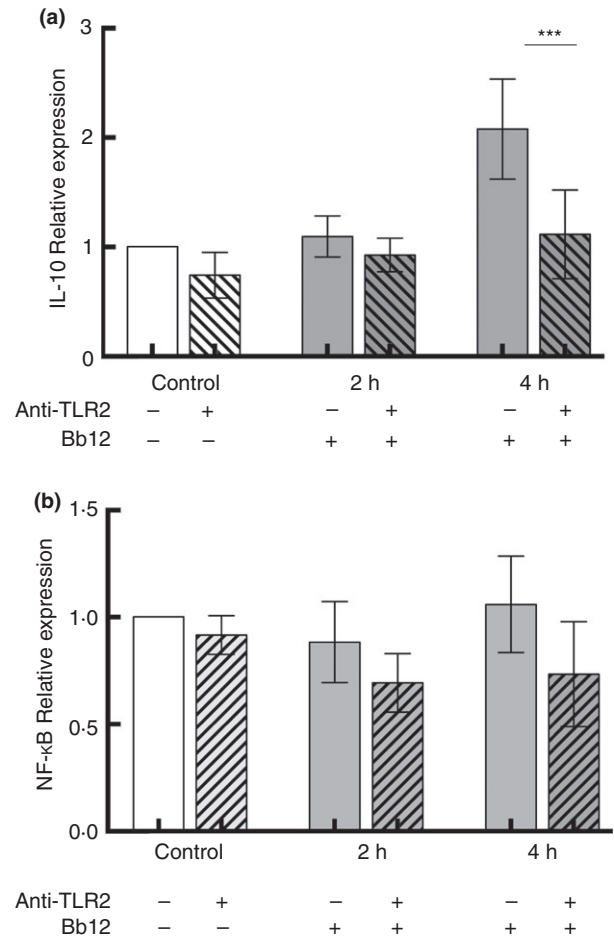 (a)
3
***
2
1
0
IL-10 Relative expression
Control 2 h 4 h
Anti-TLR2 – + – + – +
Bb12 – – + + + +
(b)
1·5
1·0
0·5
0·0
NF-κB Relative expression
Control 2 h 4 h
Anti-TLR2 – + – + – +
Bb12 – – + + + +